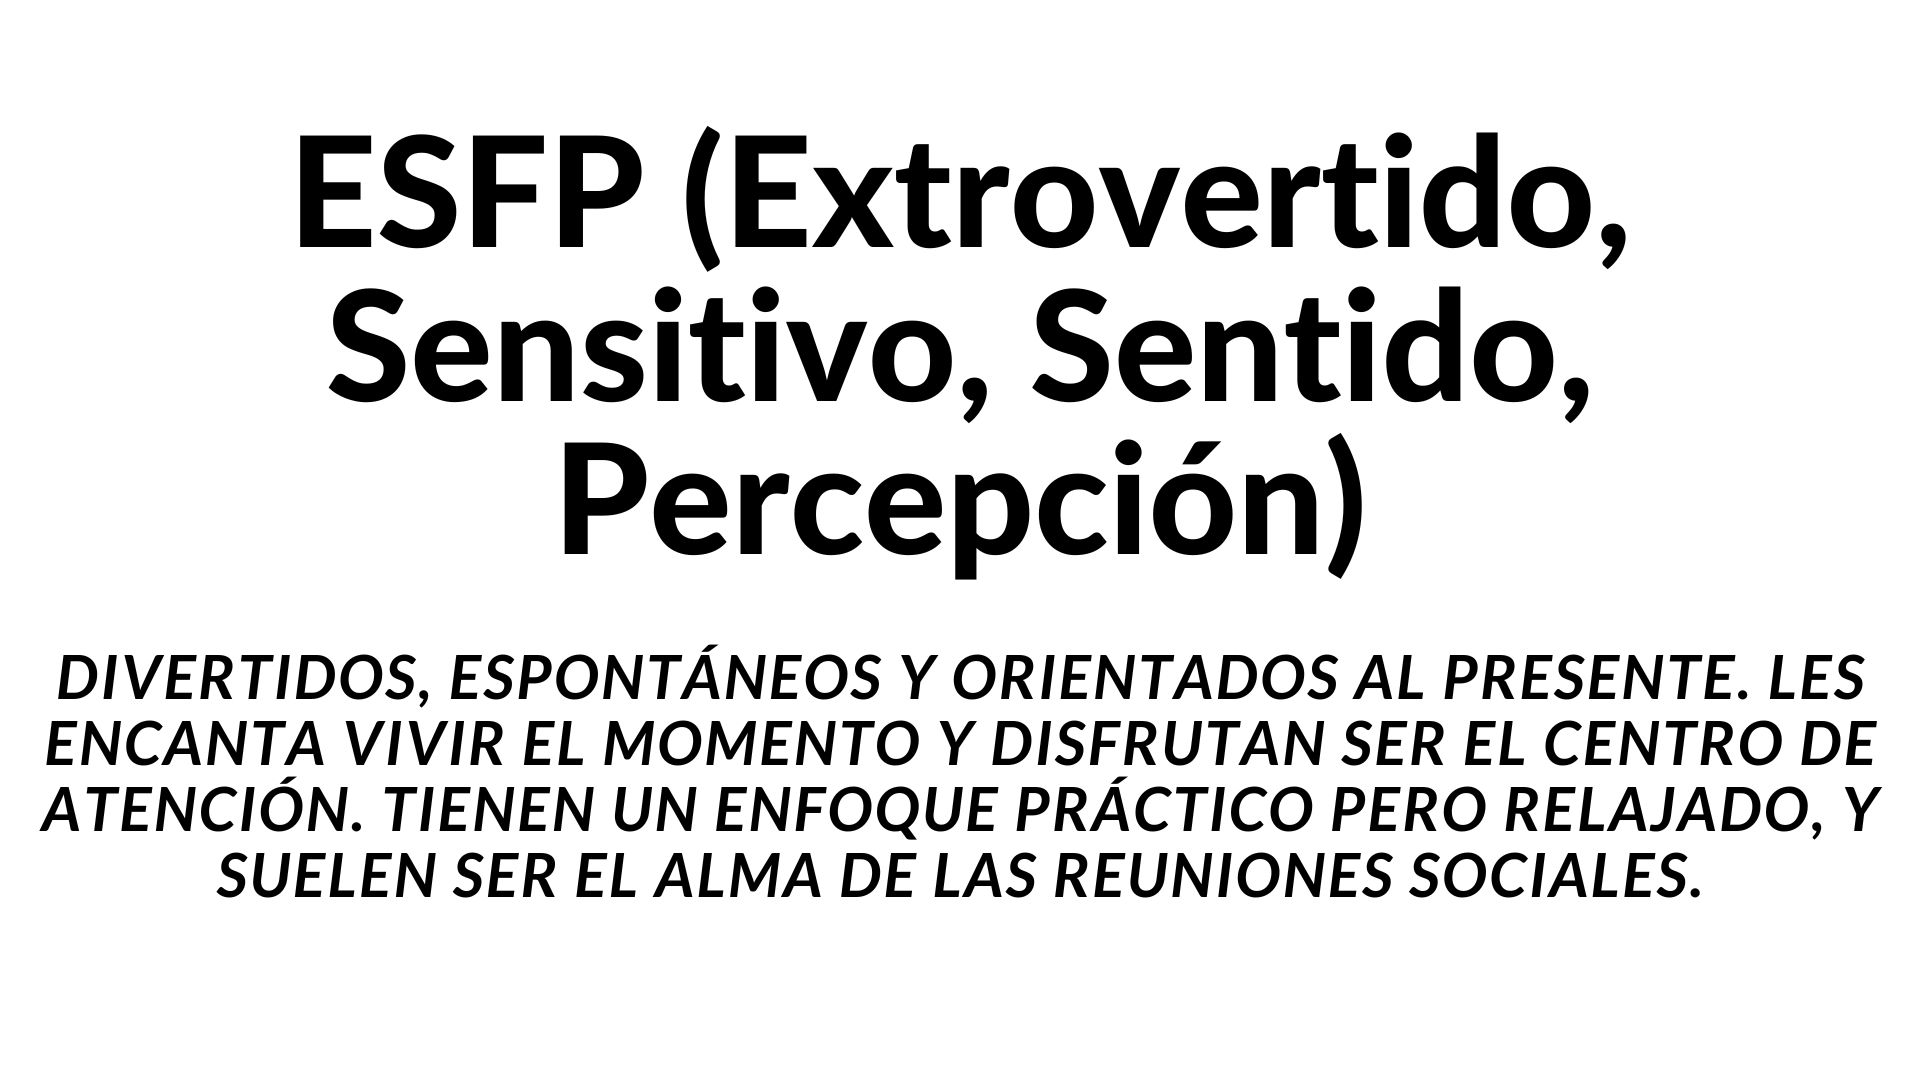 ESFP (Extrovertido,
Sensitivo, Sentido,
Percepción)
DIVERTIDOS, ESPONTÁNEOS Y ORIENTADOS AL PRESENTE. LES
ENCANTA VIVIR EL MOMENTO Y DISFRUTAN SER EL CENTRO DE
ATENCIÓN. TIENEN UN ENFOQUE PRÁCTICO PERO RELAJADO, Y
SUELEN SER EL ALMA DE LAS REUNIONES SOCIALES.